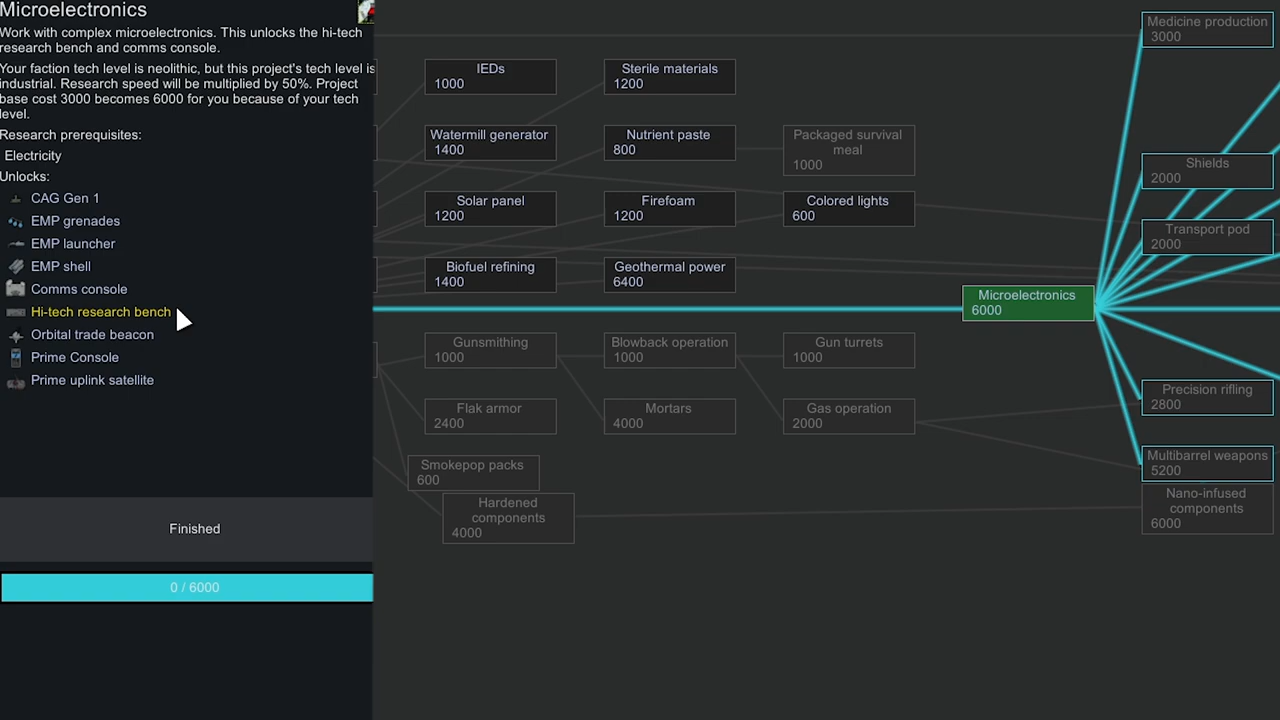 Microelectronics
Work with complex microelectronics. This unlocks the hi-tech
research bench and comms console.
Your faction tech level is neolithic, but this project's tech level is
industrial. Research speed will be multiplied by 50%. Project
base cost 3000 becomes 6000 for you because of your tech
level.
Research prerequisites:
Electricity
Unlocks:
CAG Gen 1
EMP grenades
EMP launcher
EMP shell
Comms console
Hi-tech research bench
Orbital trade beacon
Prime Console
Prime uplink satellite
Finished
0 / 6000
IEDs
1000
Sterile materials
1200
Watermill generator
1400
Nutrient paste
800
Packaged survival
meal
1000
Solar panel
1200
Firefoam
1200
Colored lights
600
Biofuel refining
1400
Geothermal power
6400
Gunsmithing
1000
Blowback operation
1000
Gun turrets
1000
Flak armor
2400
Mortars
4000
Gas operation
2000
Smokepop packs
600
Hardened
components
4000
Microelectronics
6000
Medicine production
3000
Shields
2000
Transport pod
2000
Precision rifling
2800
Multibarrel weapons
5200
Nano-infused
components
6000